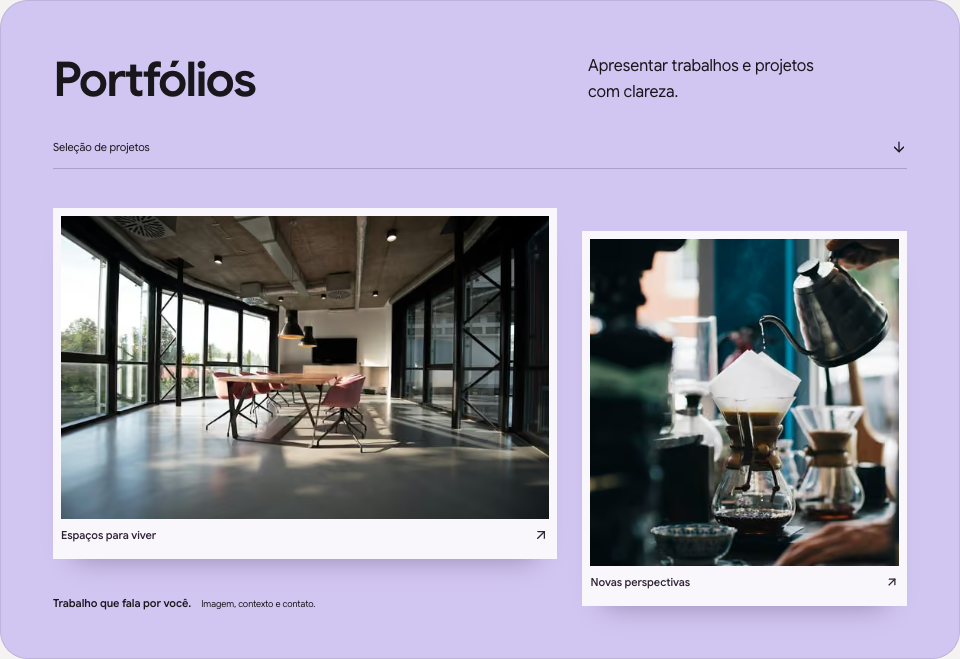 Portfólios
Apresentar trabalhos e projetos
com clareza.
Seleção de projetos
Espaços para viver
Novas perspectivas
Trabalho que fala por você. Imagem, contexto e contato.